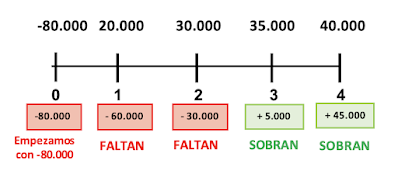 -80.000 20.000 30.000 35.000 40.000
0 1 2 3 4
-80.000 - 60.000 - 30.000 + 5.000 + 45.000
Empezamos
con -80.000
FALTAN FALTAN SOBRAN SOBRAN